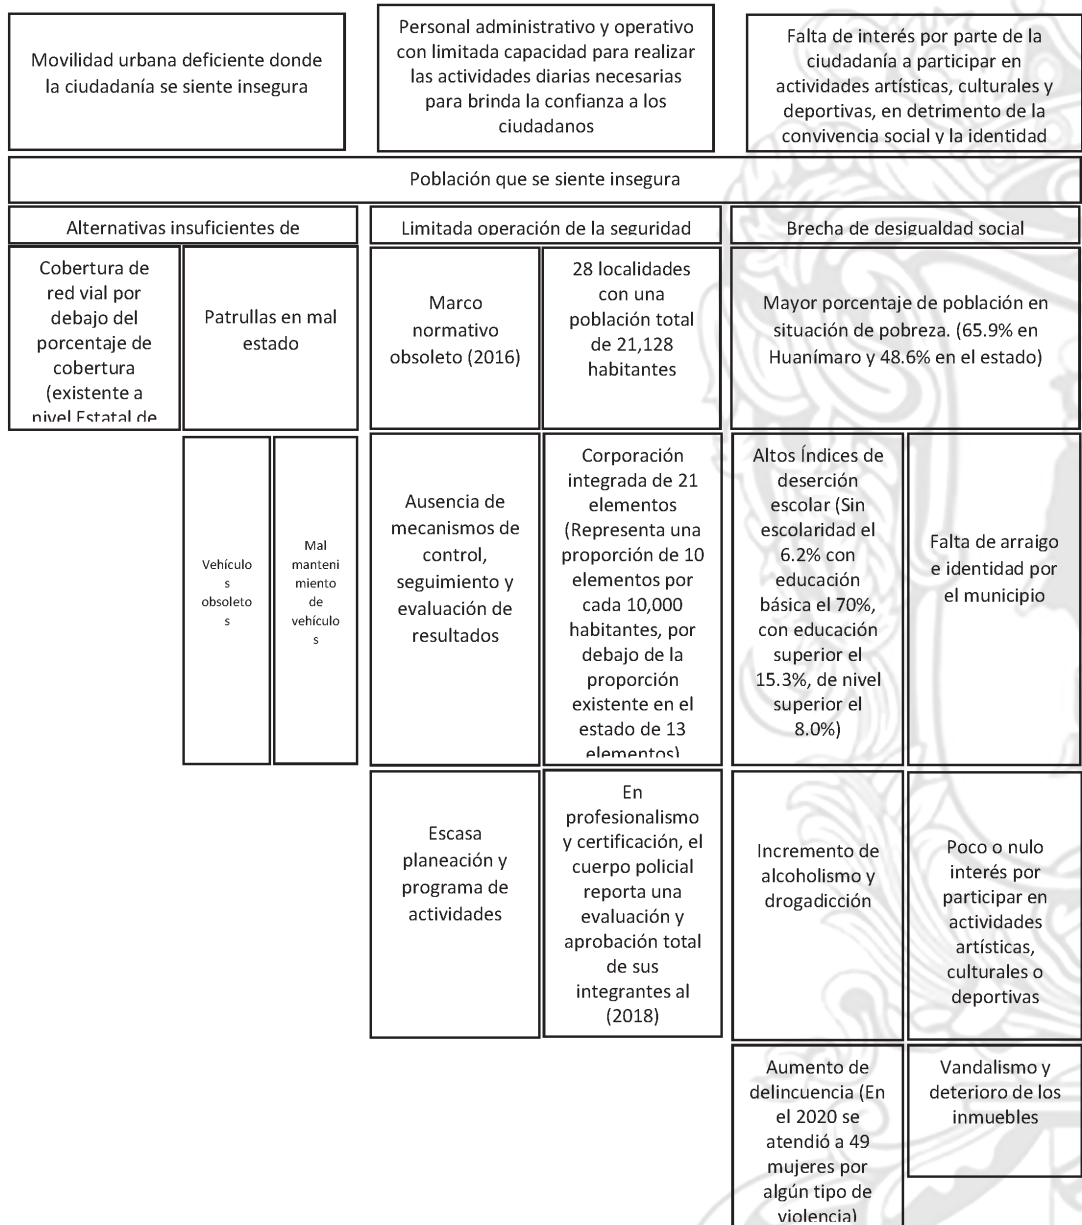 Movilidad urbana deficiente donde
la ciudadanía se siente insegura
Personal administrativo y operativo
con limitada capacidad para realizar
las actividades diarias necesarias
para brinda la confianza a los
ciudadanos
Falta de interés por parte de la
ciudadanía a participar en
actividades artísticas, culturales y
deportivas, en detrimento de la
convivencia social y la identidad
Población que se siente insegura
Alternativas insuficientes de
Limitada operación de la seguridad
Brecha de desigualdad social
Cobertura de
red vial por
debajo del
porcentaje de
cobertura
(existente a
nivel Estatal de
Patrullas en mal
estado
Marco
normativo
obsoleto (2016)
28 localidades
con una
población total
de 21,128
habitantes
Mayor porcentaje de población en
situación de pobreza. (65.9% en
Huanímaro y 48.6% en el estado)
Vehículo
s
obsoleto
s
Mal
manteni
miento
de
vehículo
s
Ausencia de
mecanismos de
control,
seguimiento y
evaluación de
resultados
Corporación
integrada de 21
elementos
(Representa una
proporción de 10
elementos por
cada 10,000
habitantes, por
debajo de la
proporción
existente en el
estado de 13
elementos)
Altos Índices de
deserción
escolar (Sin
escolaridad el
6.2% con
educación
básica el 70%,
con educación
superior el
15.3%, de nivel
superior el
8.0%)
Falta de arraigo
e identidad por
el municipio
Escasa
planeación y
programa de
actividades
En
profesionalismo
y certificación, el
cuerpo policial
reporta una
evaluación y
aprobación total
de sus
integrantes al
(2018)
Incremento de
alcoholismo y
drogadicción
Poco o nulo
interés por
participar en
actividades
artísticas,
culturales o
deportivas
Aumento de
delincuencia (En
el 2020 se
atendió a 49
mujeres por
algún tipo de
violencia)
Vandalismo y
deterioro de los
inmuebles